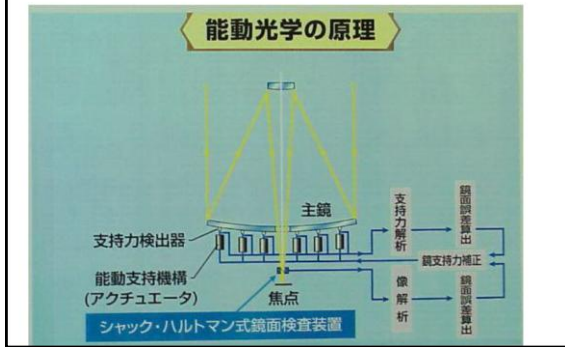 能動光学の原理
主鏡
支持力検出器
能動支持機構
(アクチュエータ)
焦点
シャック・ハルトマン式鏡面検査装置
支持力解析
鏡面誤差算出
鏡支持力補正
像解析
鏡面誤差算出